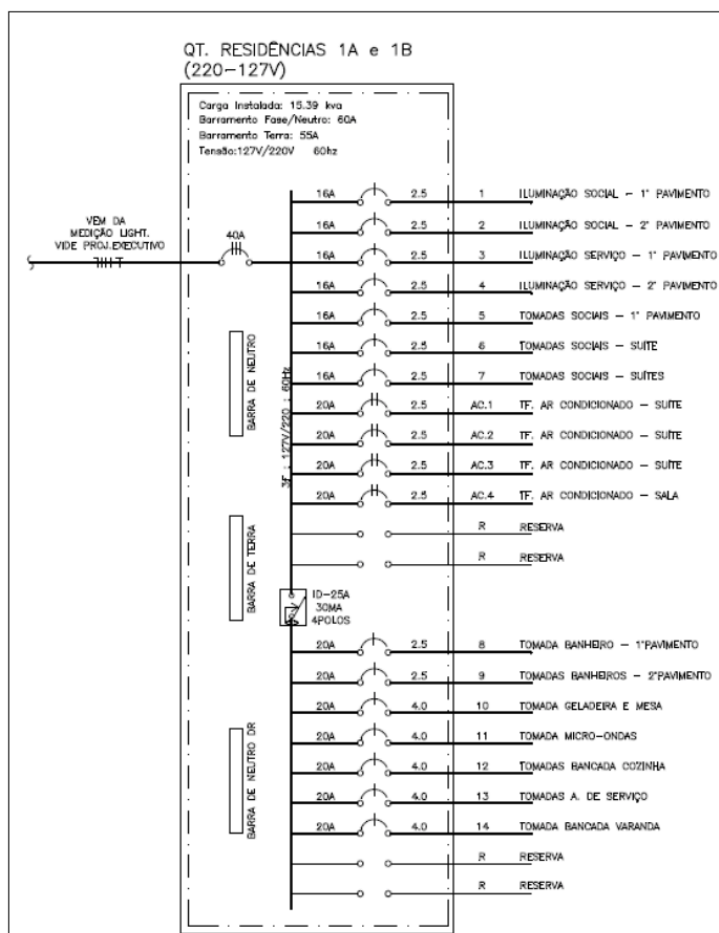 QT. RESIDÊNCIAS 1A e 1B
(220-127V)
Carga Instalada: 15.39 kva
Barramento Fase/Neutro: 60A
Barramento Terra: 55A
Tensão:127V/220V 60hz
VEM DA
MEDIÇÃO LIGHT.
VIDE PROJ.EXECUTIVO
40A
3F : 127V/220 : 60Hz
BARRA DE NEUTRO
BARRA DE TERRA
BARRA DE NEUTRO DR
16A 2.5 1 ILUMINAÇÃO SOCIAL - 1° PAVIMENTO
16A 2.5 2 ILUMINAÇÃO SOCIAL - 2° PAVIMENTO
16A 2.5 3 ILUMINAÇÃO SERVIÇO - 1° PAVIMENTO
16A 2.5 4 ILUMINAÇÃO SERVIÇO - 2° PAVIMENTO
16A 2.5 5 TOMADAS SOCIAIS - 1° PAVIMENTO
16A 2.5 6 TOMADAS SOCIAIS - SUÍTE
16A 2.5 7 TOMADAS SOCIAIS - SUÍTES
20A 2.5 AC.1 TF. AR CONDICIONADO - SUÍTE
20A 2.5 AC.2 TF. AR CONDICIONADO - SUÍTE
20A 2.5 AC.3 TF. AR CONDICIONADO - SUÍTE
20A 2.5 AC.4 TF. AR CONDICIONADO - SALA
R RESERVA
R RESERVA
ID-25A
30MA
4POLOS
20A 2.5 8 TOMADA BANHEIRO - 1°PAVIMENTO
20A 2.5 9 TOMADAS BANHEIROS - 2°PAVIMENTO
20A 4.0 10 TOMADA GELADEIRA E MESA
20A 4.0 11 TOMADA MICRO-ONDAS
20A 4.0 12 TOMADAS BANCADA COZINHA
20A 4.0 13 TOMADAS A. DE SERVIÇO
20A 4.0 14 TOMADA BANCADA VARANDA
R RESERVA
R RESERVA